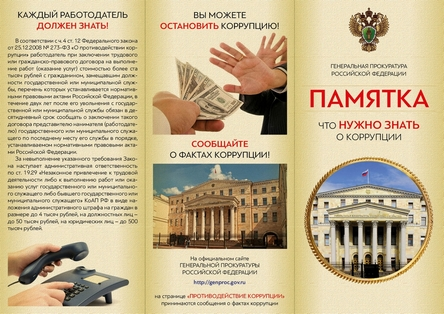 КАЖДЫЙ РАБОТОДАТЕЛЬ
ДОЛЖЕН ЗНАТЬ!
В соответствии с ч.4 ст. 12 Федерального закона
от 25.12.2008 № 273-ФЗ «О противодействии кор-
рупции» работодатель при заключении трудового
или гражданско-правового договора на выполнение
работ (оказание услуг) стоимостью более ста
тысяч рублей с гражданином, замещавшим должно-
сти государственной или муниципальной служ-
бы, перечень которых устанавливается норматив-
ными правовыми актами Российской Федерации, в
течение двух лет после его увольнения с государ-
ственной или муниципальной службы обязан в де-
сятидневный срок сообщать о заключении такого
договора представителю нанимателя (работодате-
лю) государственного или муниципального служаще-
го по последнему месту его службы в порядке,
устанавливаемом нормативными правовыми акта-
ми Российской Федерации.
За невыполнение указанного требования Зако-
на наступает административная ответственность
по ст. 19.29 «Незаконное привлечение к трудовой
деятельности либо к выполнению работ или ока-
занию услуг государственного или муниципально-
го служащего либо бывшего государственного или
муниципального служащего» КоАП РФ в виде на-
ложения административного штрафа на граждан в
размере до 4 тысяч рублей, на должностных лиц –
до 50 тысяч рублей, на юридических лиц – до 500
тысяч рублей.
ВЫ МОЖЕТЕ
ОСТАНОВИТЬ КОРРУПЦИЮ!
СООБЩАЙТЕ
О ФАКТАХ КОРРУПЦИИ!
На официальном сайте
ГЕНЕРАЛЬНОЙ ПРОКУРАТУРЫ
РОССИЙСКОЙ ФЕДЕРАЦИИ
http://genproc.gov.ru
на странице «ПРОТИВОДЕЙСТВИЕ КОРРУПЦИИ»
принимаются сообщения о фактах коррупции
ГЕНЕРАЛЬНАЯ ПРОКУРАТУРА
РОССИЙСКОЙ ФЕДЕРАЦИИ
ПАМЯТКА
ЧТО НУЖНО ЗНАТЬ
О КОРРУПЦИИ